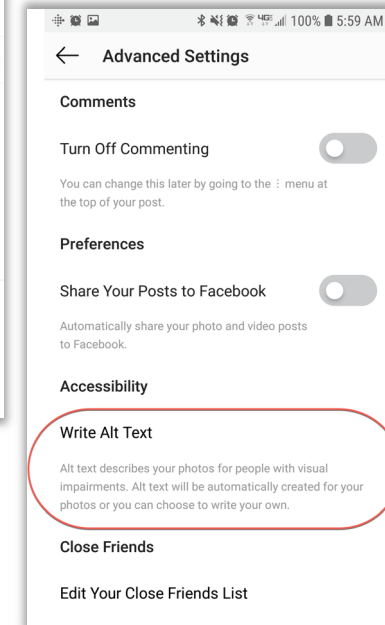 4GE 100% 5:59 AM
Advanced Settings
Comments
Turn Off Commenting
You can change this later by going to the ⋮ menu at
the top of your post.
Preferences
Share Your Posts to Facebook
Automatically share your photo and video posts
to Facebook.
Accessibility
Write Alt Text
Alt text describes your photos for people with visual
impairments. Alt text will be automatically created for your
photos or you can choose to write your own.
Close Friends
Edit Your Close Friends List